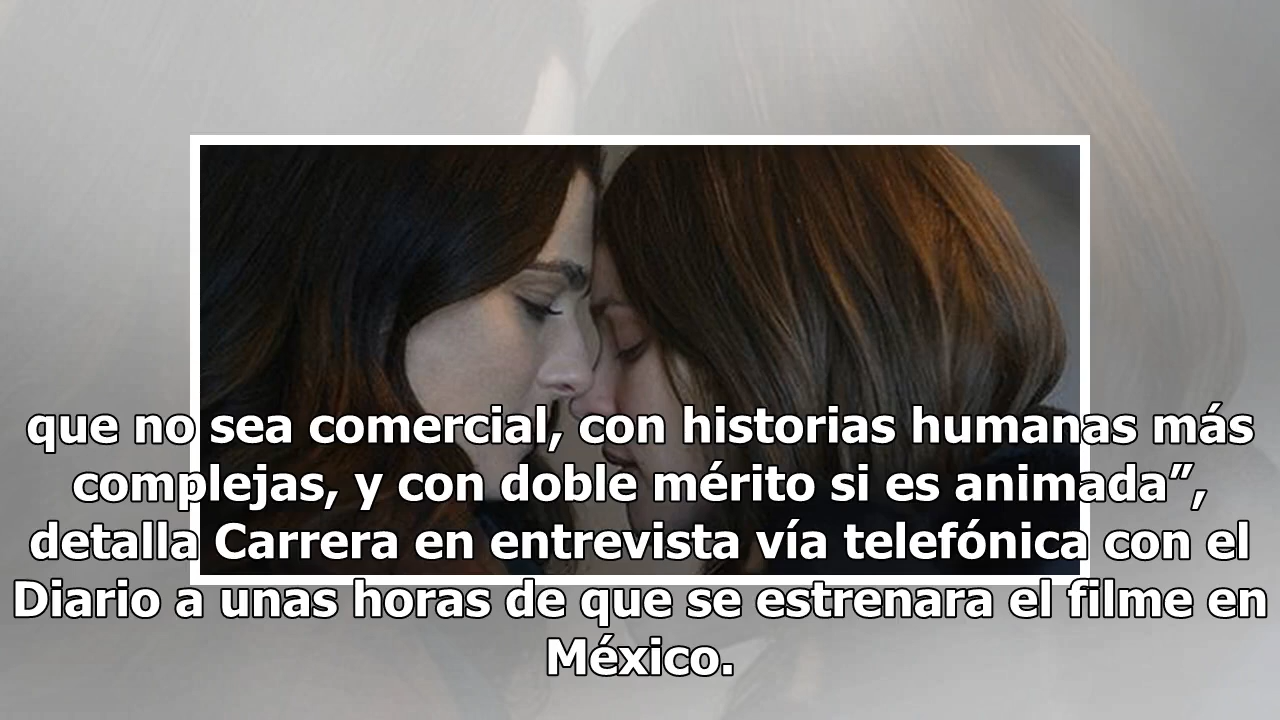 que no sea comercial, con historias humanas más
complejas, y con doble mérito si es animada”,
detalla Carrera en entrevista vía telefónica con el
Diario a unas horas de que se estrenara el filme en
México.